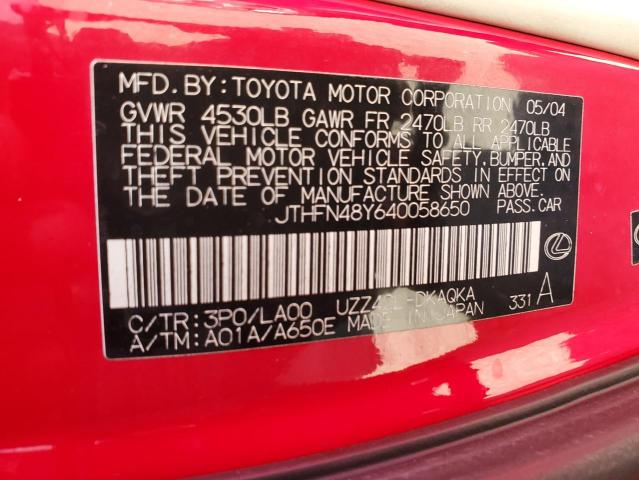 MFD. BY: TOYOTA MOTOR CORPORATION 05/04
GVWR 4530LB GAWR FR 2470LB RR 2470LB
THIS VEHICLE CONFORMS TO ALL APPLICABLE
FEDERAL MOTOR VEHICLE SAFETY, BUMPER, AND
THEFT PREVENTION STANDARDS IN EFFECT ON
THE DATE OF MANUFACTURE SHOWN ABOVE.
JTHFN48Y640058650 PASS. CAR
C/TR: 3P0/LA00 331 A
A/TM: A01A/A650E MADE IN JAPAN